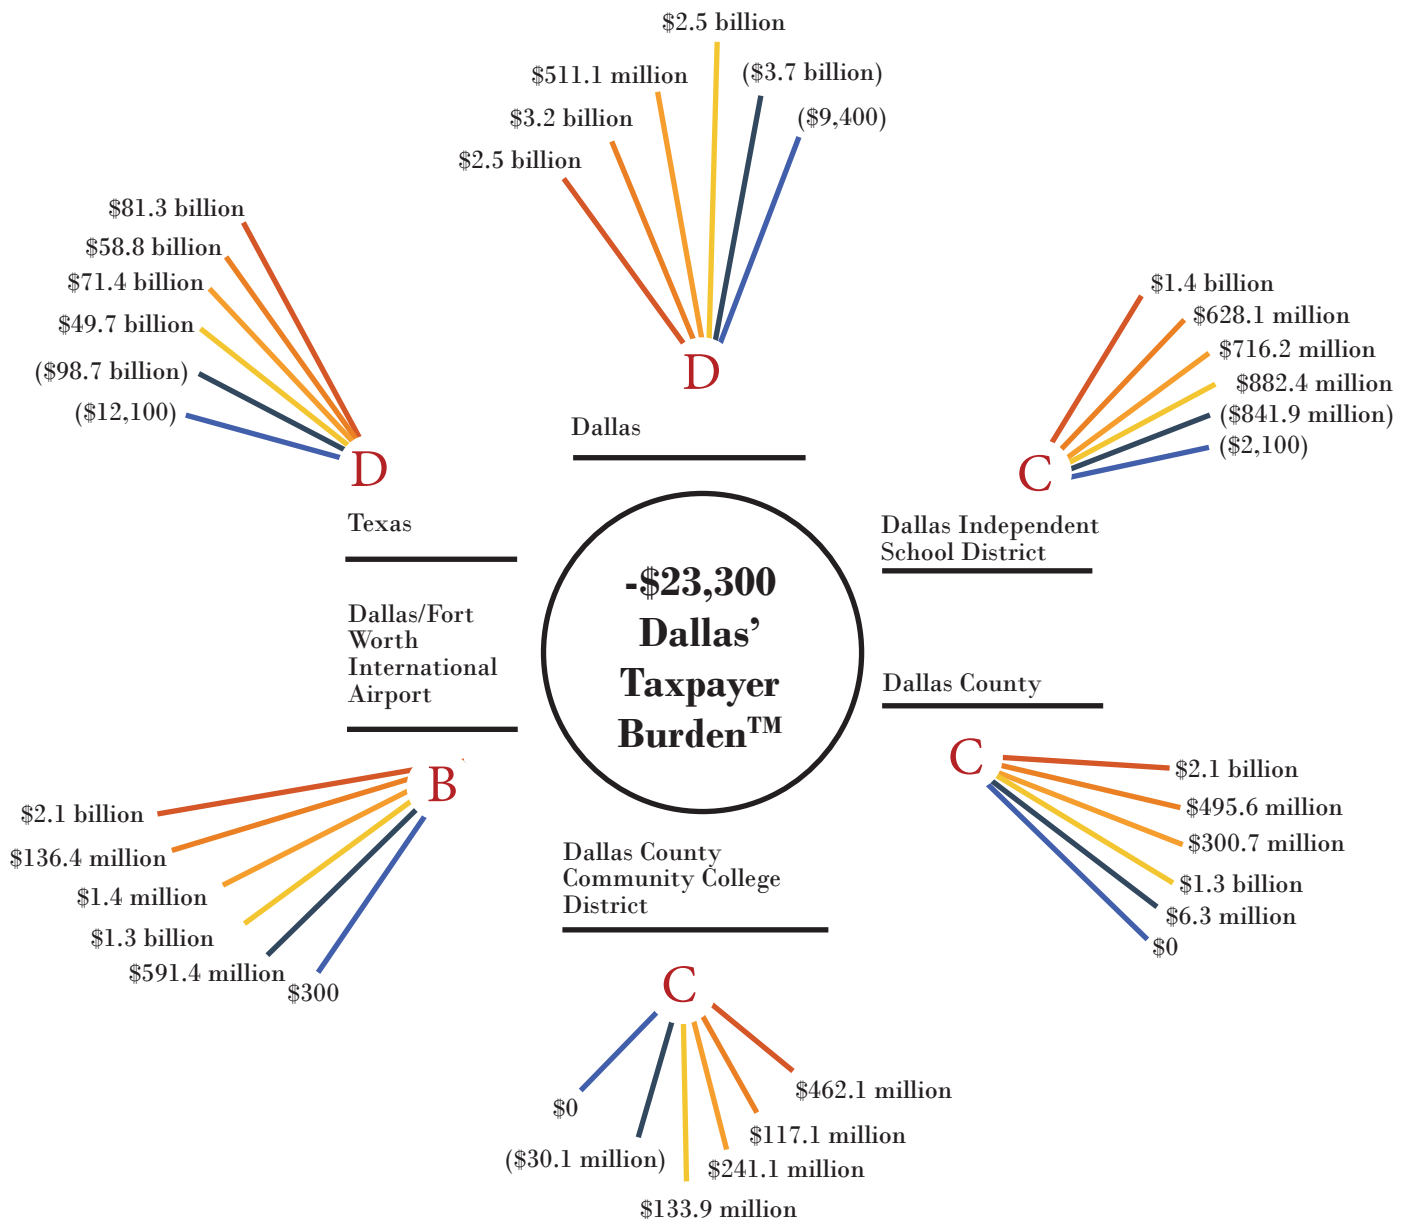 $2.5 billion
$511.1 million
($3.7 billion)
$3.2 billion
($9,400)
$2.5 billion
D
Dallas
$81.3 billion
$58.8 billion
$71.4 billion
$49.7 billion
($98.7 billion)
($12,100)
D
Texas
$1.4 billion
$628.1 million
$716.2 million
$882.4 million
($841.9 million)
($2,100)
C
Dallas Independent
School District
-$23,300
Dallas’
Taxpayer
Burden™
Dallas/Fort
Worth
International
Airport
B
$2.1 billion
$136.4 million
$1.4 million
$1.3 billion
$591.4 million
$300
Dallas County
C
$2.1 billion
$495.6 million
$300.7 million
$1.3 billion
$6.3 million
$0
Dallas County
Community College
District
C
$462.1 million
$0
$117.1 million
($30.1 million)
$241.1 million
$133.9 million